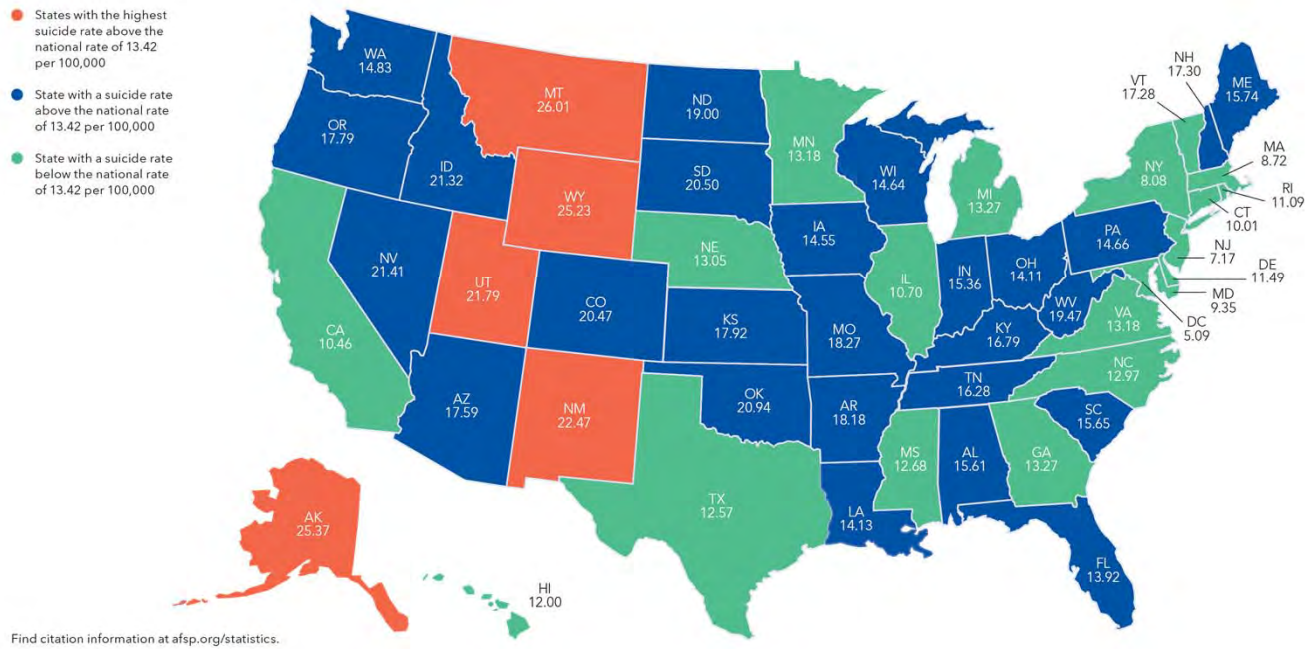 States with the highest
suicide rate above the
national rate of 13.42
per 100,000
State with a suicide rate
above the national rate
of 13.42 per 100,000
State with a suicide rate
below the national rate
of 13.42 per 100,000
WA
14.83
OR
17.79
ID
21.32
MT
26.01
ND
19.00
MN
13.18
WI
14.64
MI
13.27
VT
17.28
NH
17.30
ME
15.74
MA
8.72
RI
11.09
CT
10.01
NY
8.08
SD
20.50
WY
25.23
NV
21.41
UT
21.79
CO
20.47
NE
13.05
IA
14.55
IL
10.70
IN
15.36
OH
14.11
PA
14.66
NJ
7.17
DE
11.49
MD
9.35
DC
5.09
WV
19.47
VA
13.18
CA
10.46
KS
17.92
MO
18.27
KY
16.79
NC
12.97
TN
16.28
AZ
17.59
NM
22.47
OK
20.94
AR
18.18
SC
15.65
MS
12.68
AL
15.61
GA
13.27
TX
12.57
LA
14.13
FL
13.92
AK
25.37
HI
12.00
Find citation information at afsp.org/statistics.